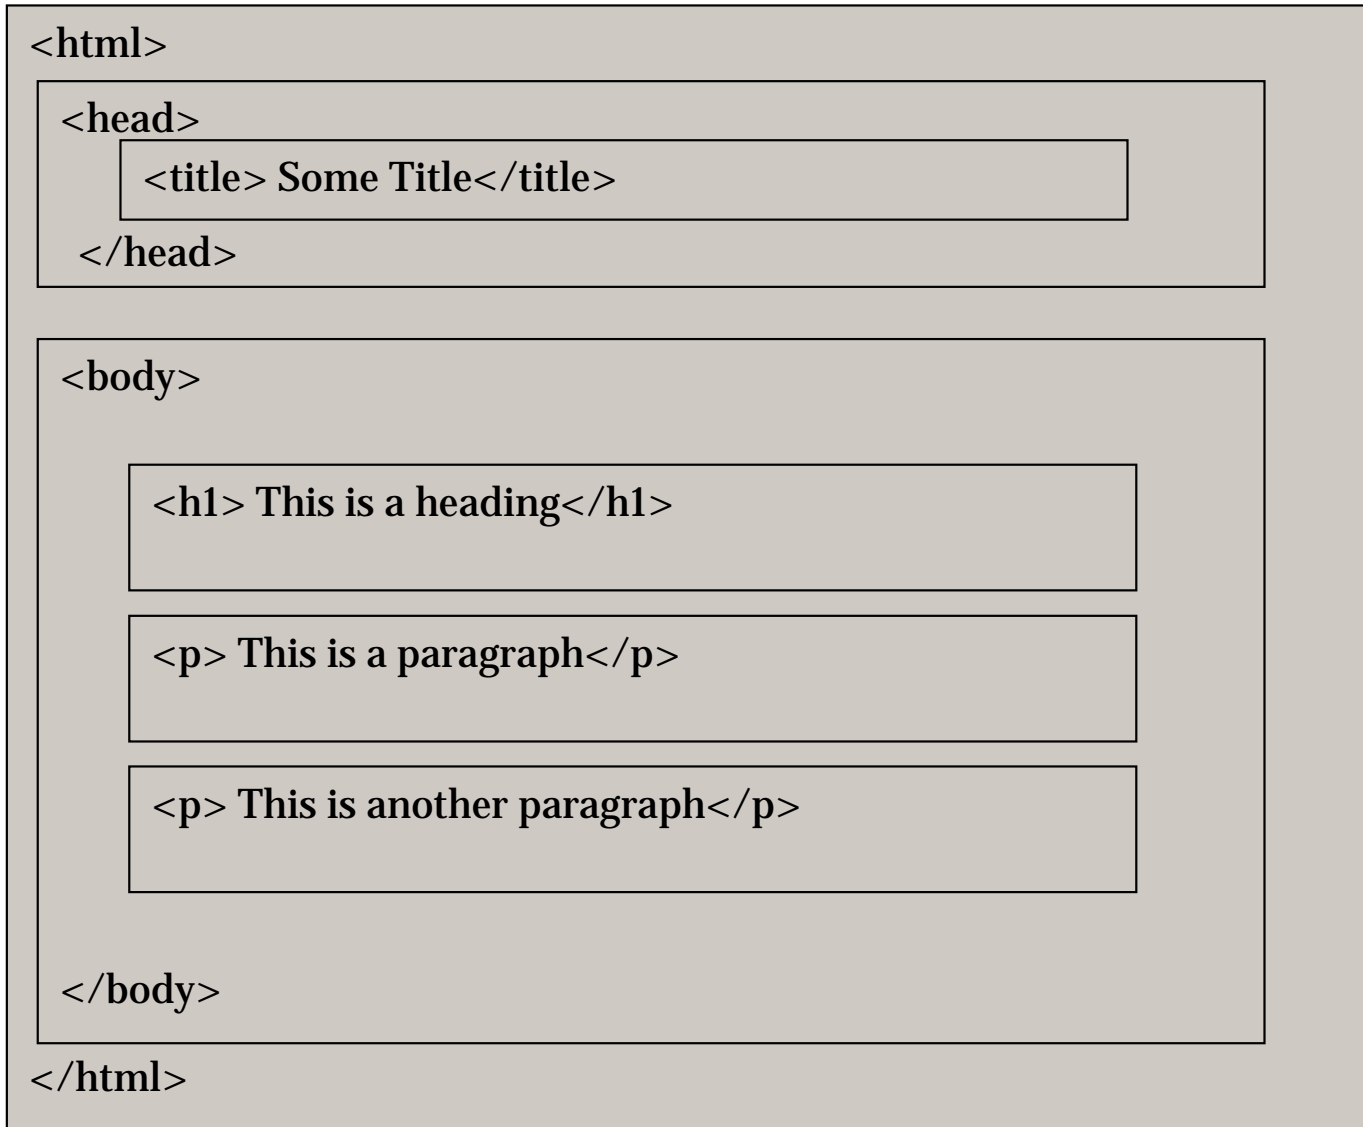 <html>
<head>
<title> Some Title</title>
</head>
<body>
<h1> This is a heading</h1>
<p> This is a paragraph</p>
<p> This is another paragraph</p>
</body>
</html>